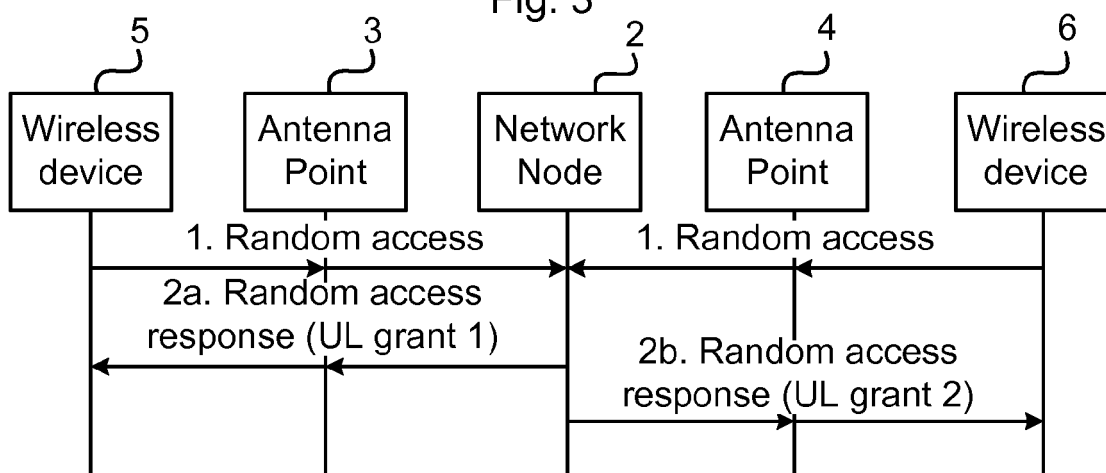 Fig. 3
5
3
2
4
6
Wireless
device
Antenna
Point
Network
Node
Antenna
Point
Wireless
device
1. Random access
1. Random access
2a. Random access
response (UL grant 1)
2b. Random access
response (UL grant 2)